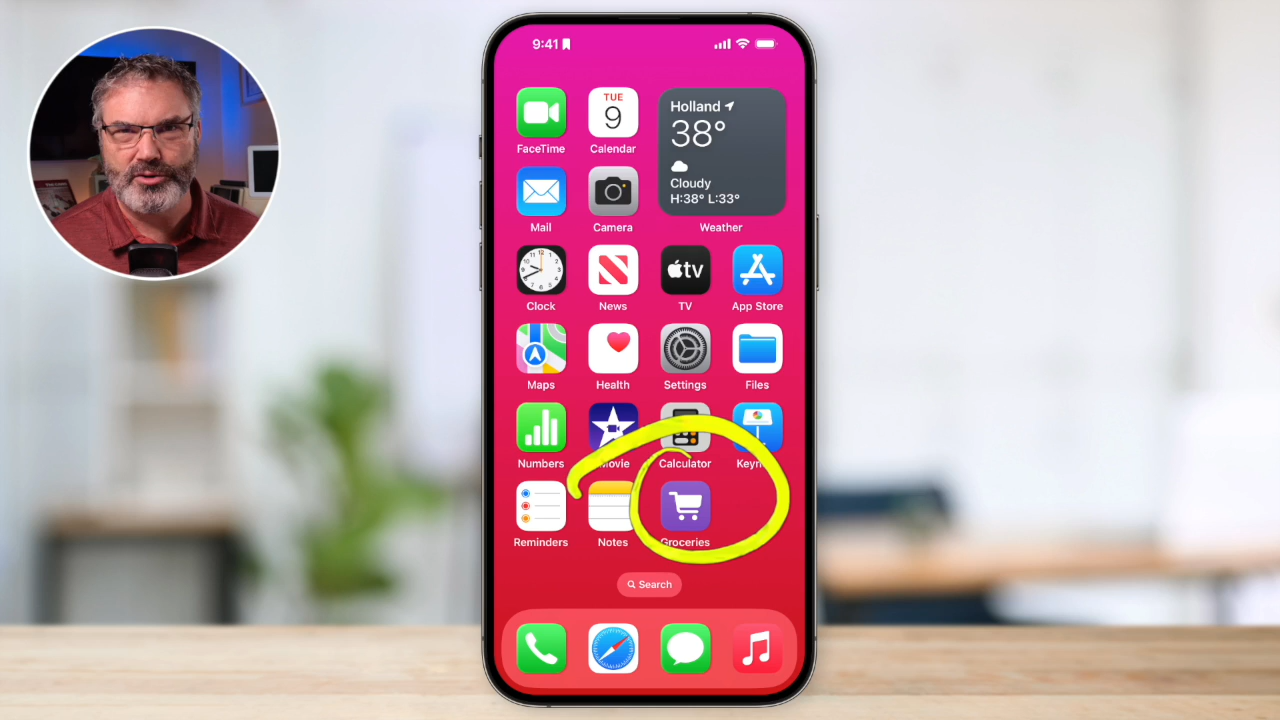 9:41
TUE
9
Holland
38°
Cloudy
H:38° L:33°
FaceTime
Calendar
Mail
Camera
Weather
tv
Clock
News
TV
App Store
Maps
Health
Settings
Files
Numbers
Movie
Calculator
Reminders
Notes
Groceries
Search